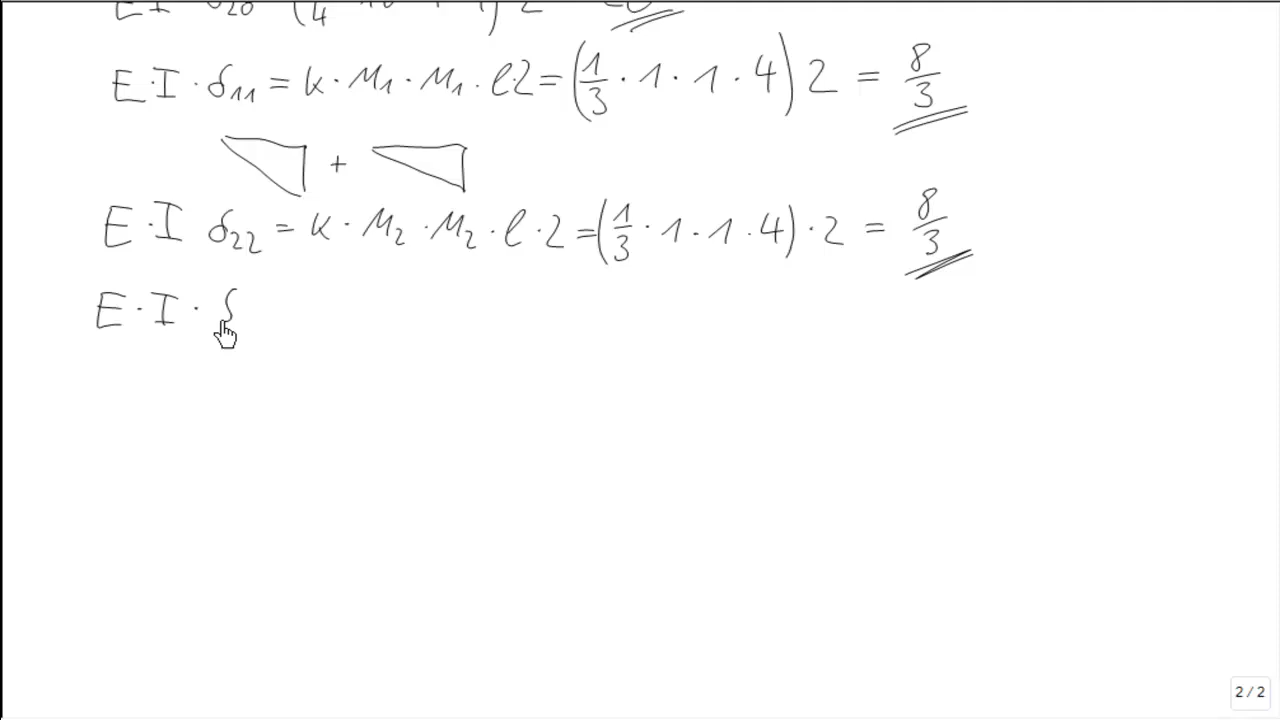 E·I·δ₁₁ = k·M₁·M₁·l·2 = (1/3·1·1·4) 2 = 8/3
+
E·I δ₂₂ = k·M₂·M₂·l·2 = (1/3·1·1·4)·2 = 8/3
E·I·δ
2 / 2